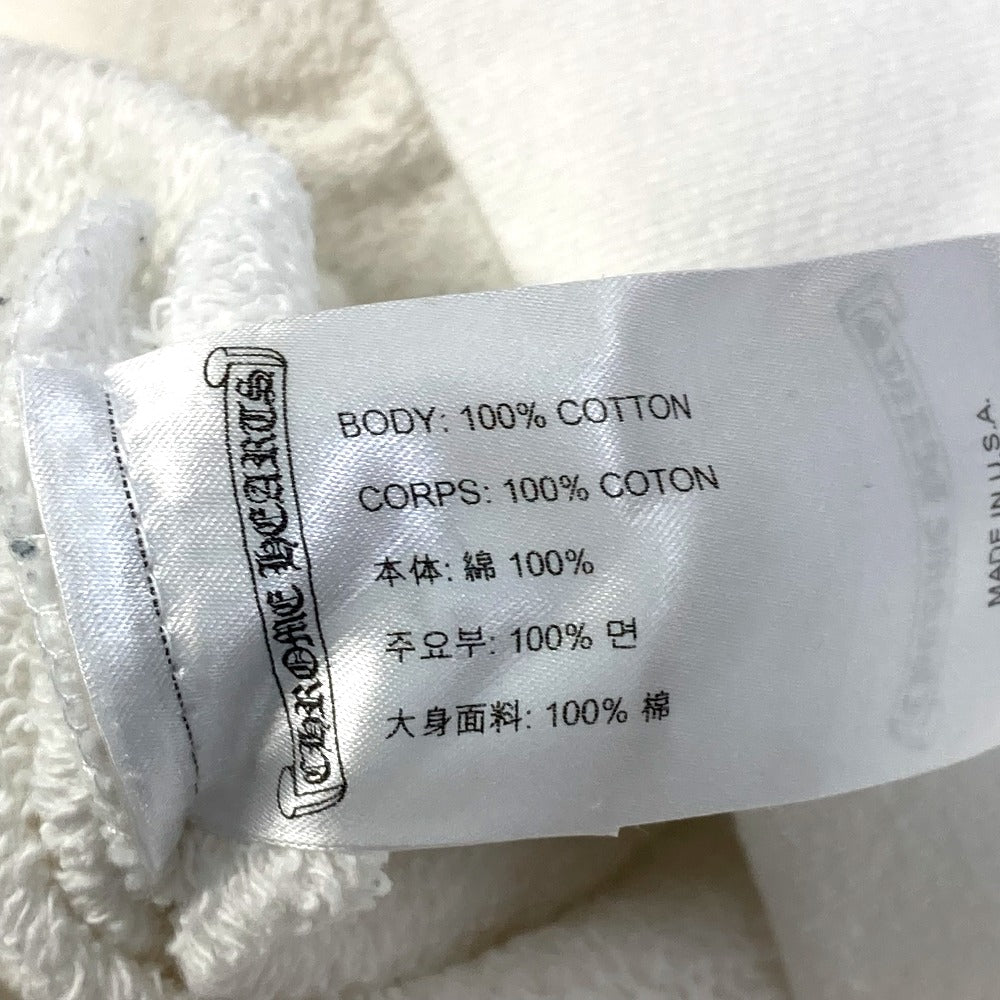 CHROME HEARTS
BODY: 100% COTTON
CORPS: 100% COTON
本体: 綿 100%
주요부: 100% 면
大身面料: 100% 棉
MADE IN U.S.A.